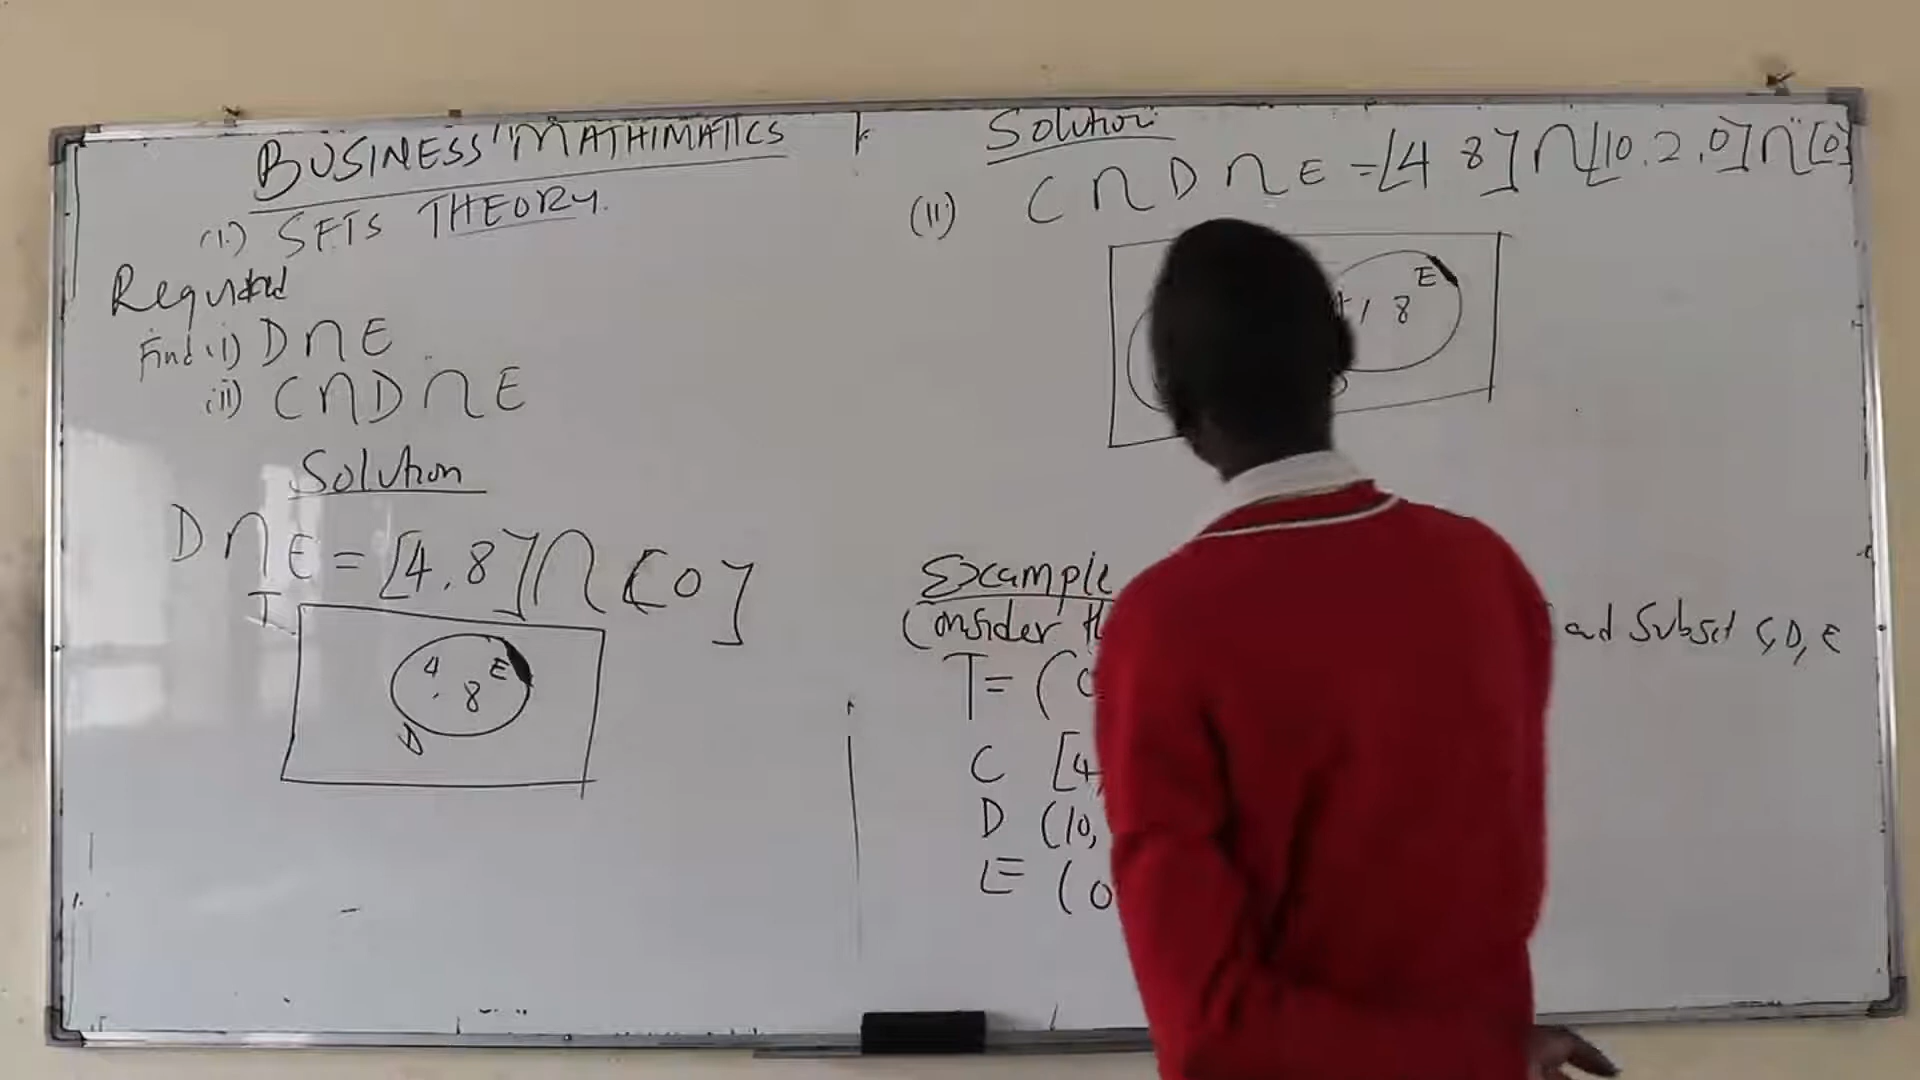 BUSINESS MATHIMATICS
(I.) SETS THEORY.
Required
Find (i) D ∩ E
(ii) C ∩ D ∩ E
Solution
D ∩ E = [4,8] ∩ [0]
T
4 E
8
D
Solution
(ii) C ∩ D ∩ E = [4 8] ∩ [10,2,0] ∩ [0]
E
8
Example
Consider
and Subset C, D, E
T= (
C [4,
D (10,
E (0